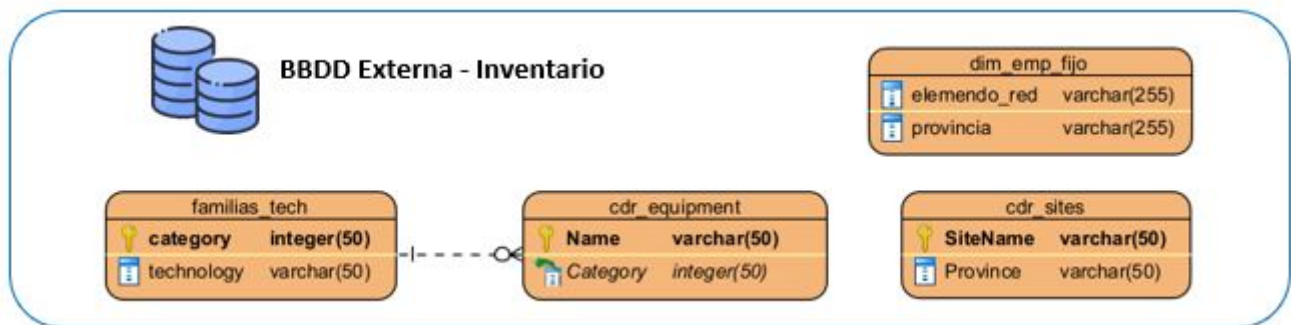 BBDD Externa - Inventario
dim_emp_fijo
elemendo_red varchar(255)
provincia varchar(255)
familias_tech
category integer(50)
technology varchar(50)
cdr_equipment
Name varchar(50)
Category integer(50)
cdr_sites
SiteName varchar(50)
Province varchar(50)